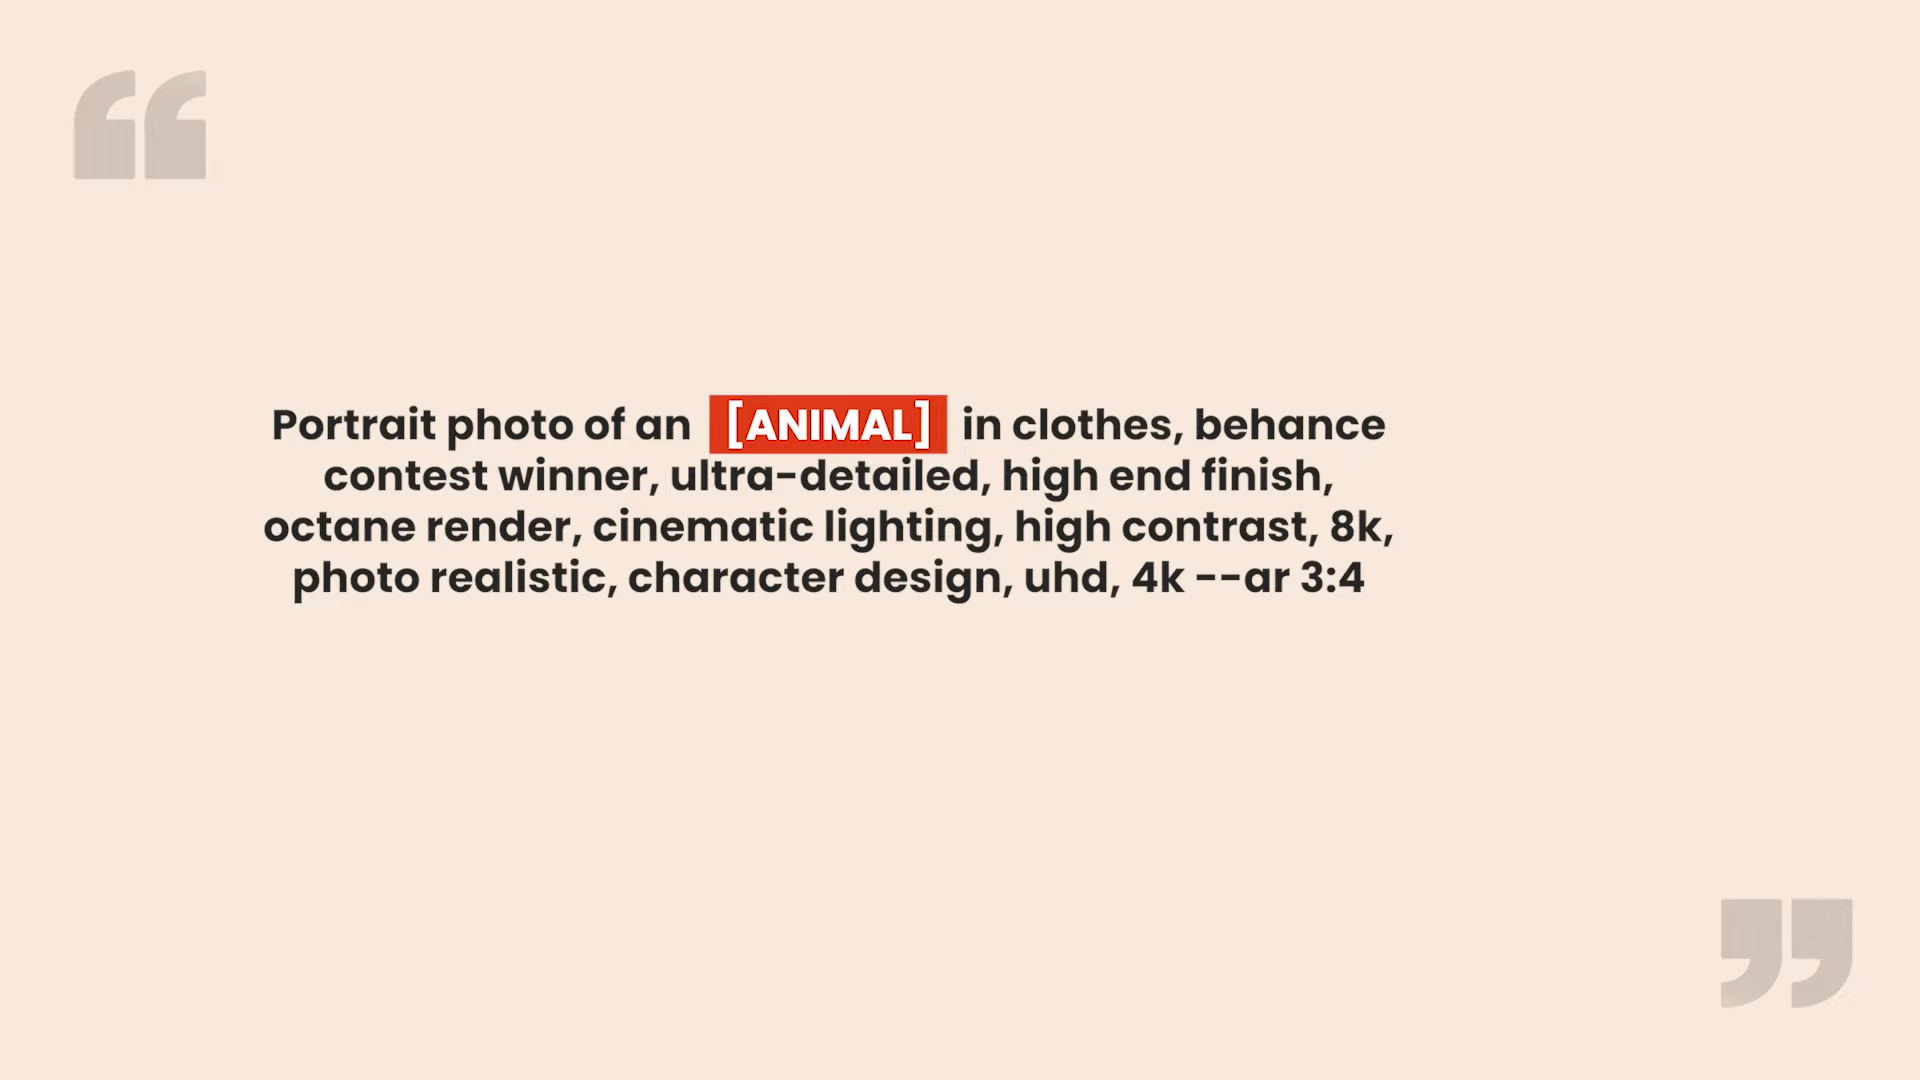 Portrait photo of an [ANIMAL] in clothes, behance
contest winner, ultra-detailed, high end finish,
octane render, cinematic lighting, high contrast, 8k,
photo realistic, character design, uhd, 4k --ar 3:4